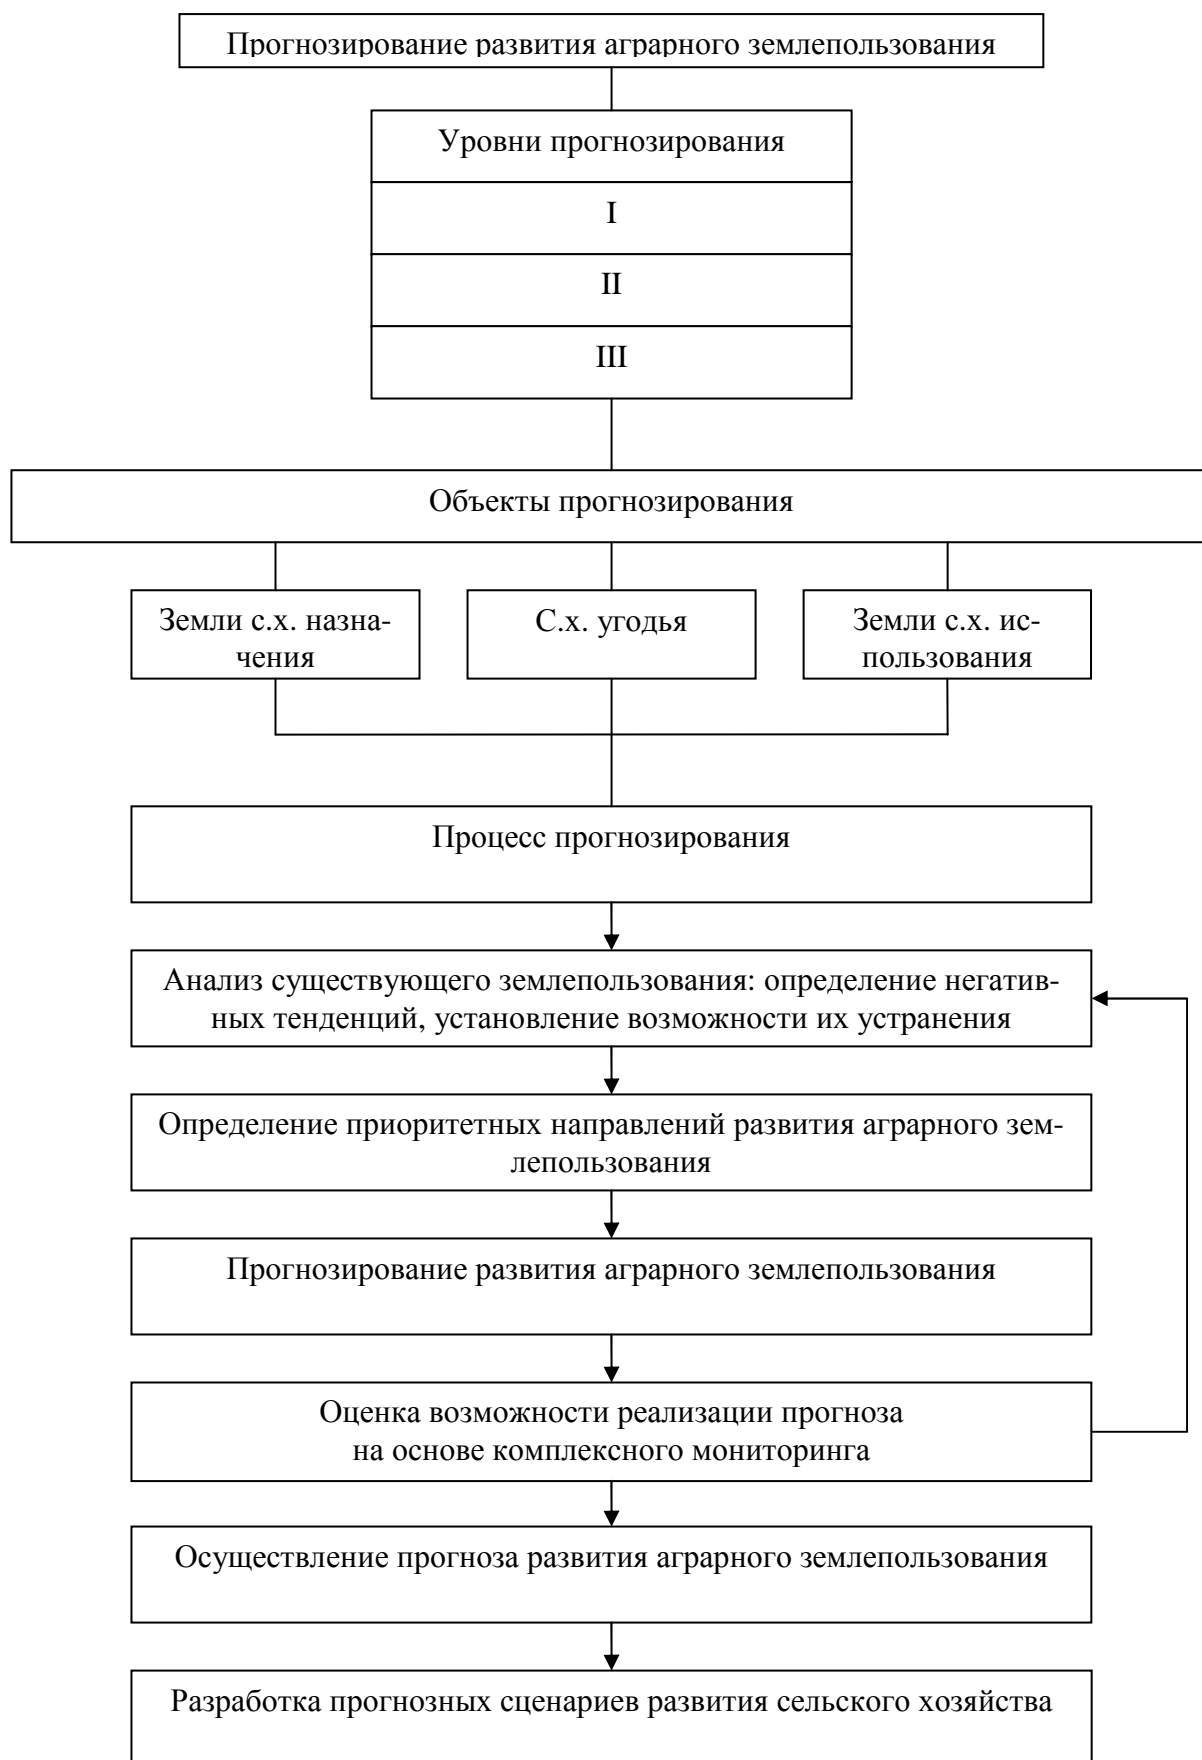 Прогнозирование развития аграрного землепользования
Уровни прогнозирования
I
II
III
Объекты прогнозирования
Земли с.х. назна-
чения
С.х. угодья
Земли с.х. ис-
пользования
Процесс прогнозирования
Анализ существующего землепользования: определение негатив-
ных тенденций, установление возможности их устранения
Определение приоритетных направлений развития аграрного зем-
лепользования
Прогнозирование развития аграрного землепользования
Оценка возможности реализации прогноза
на основе комплексного мониторинга
Осуществление прогноза развития аграрного землепользования
Разработка прогнозных сценариев развития сельского хозяйства